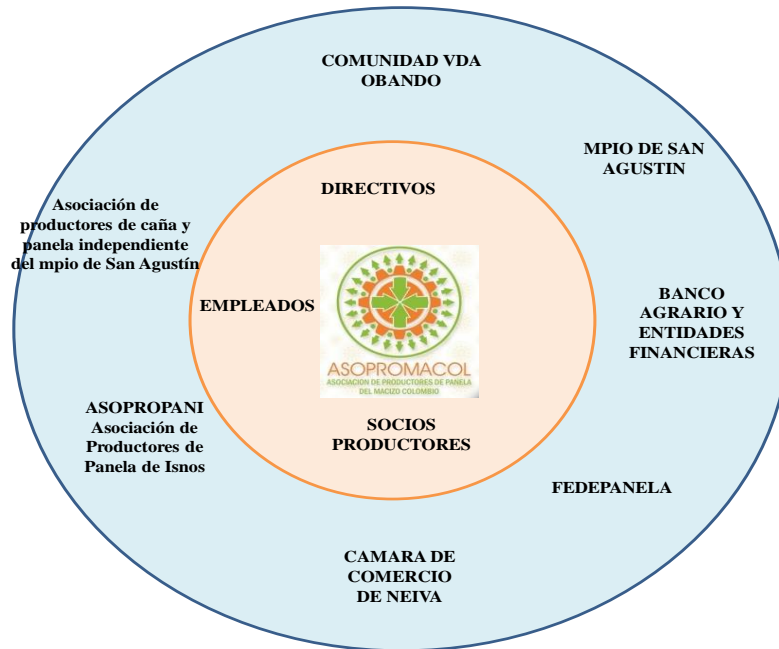 COMUNIDAD VDA
OBANDO
MPIO DE SAN
AGUSTIN
DIRECTIVOS
Asociación de
productores de caña y
panela independiente
del mpio de San Agustín
EMPLEADOS
BANCO
AGRARIO Y
ENTIDADES
FINANCIERAS
ASOPROMACOL
ASOCIACION DE PRODUCTORES DE PANELA
DEL MACIZO COLOMBIO
ASOPROPANI
Asociación de
Productores de
Panela de Isnos
SOCIOS
PRODUCTORES
FEDEPANELA
CAMARA DE
COMERCIO
DE NEIVA